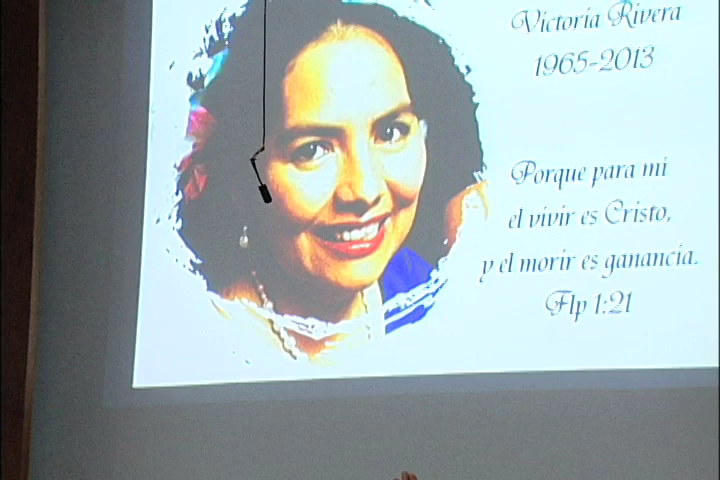 Victoria Rivera
1965-2013
Porque para mi
el vivir es Cristo,
y el morir es ganancia.
Flp 1:21